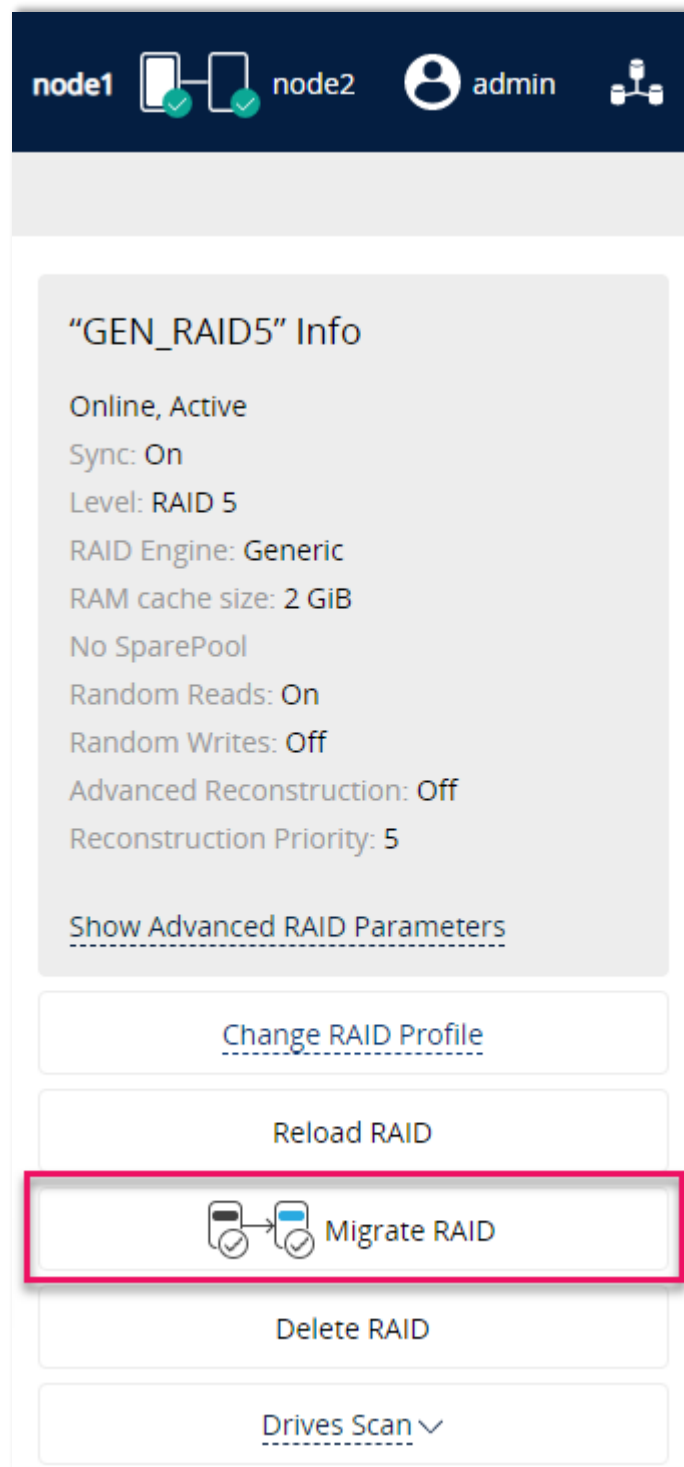 node1 node2 admin
“GEN_RAID5” Info
Online, Active
Sync: On
Level: RAID 5
RAID Engine: Generic
RAM cache size: 2 GiB
No SparePool
Random Reads: On
Random Writes: Off
Advanced Reconstruction: Off
Reconstruction Priority: 5
Show Advanced RAID Parameters
Change RAID Profile
Reload RAID
Migrate RAID
Delete RAID
Drives Scan